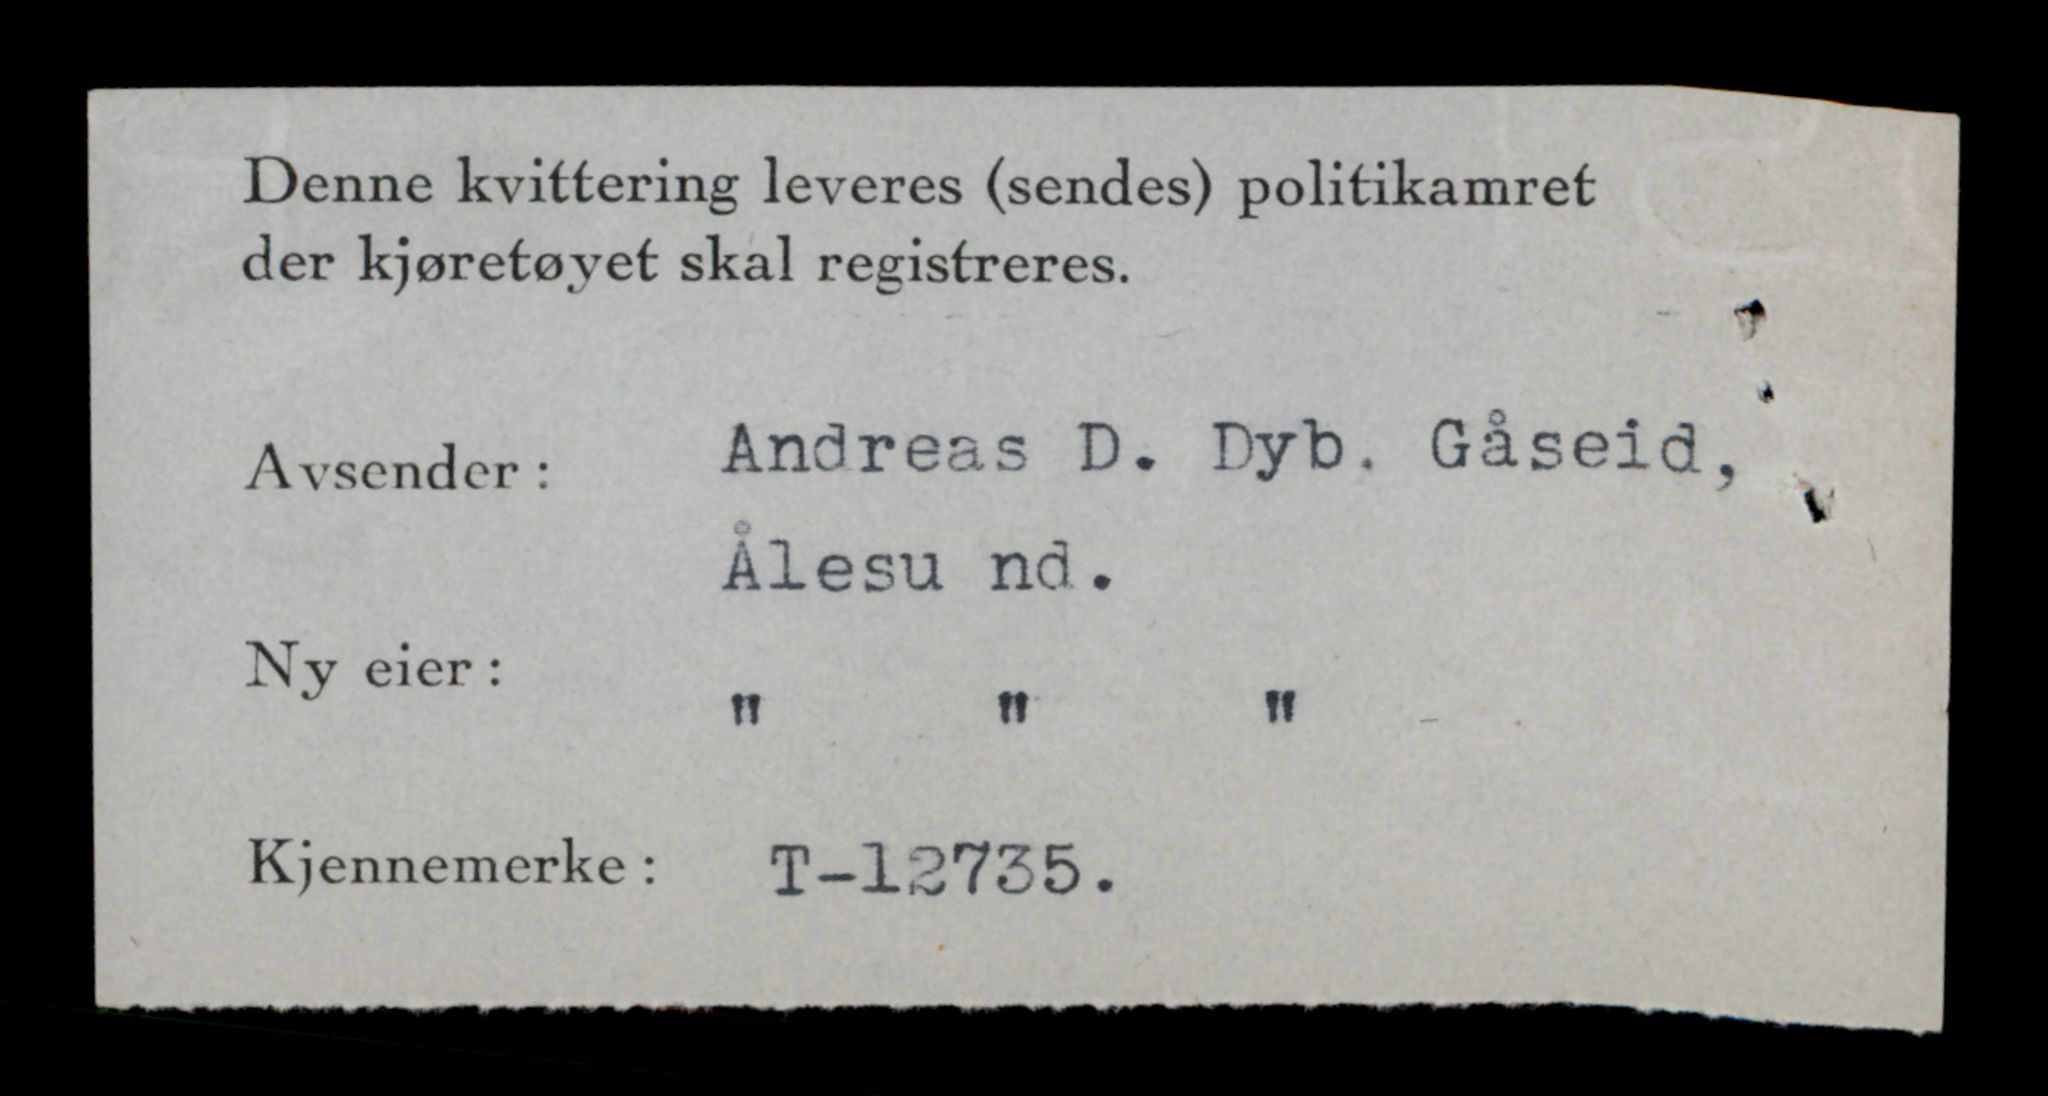 Denne kvittering leveres (sendes) politikamret
der kjøretøyet skal registreres.
Avsender: Andreas D. Dyb. Gåseid,
Ålesu nd.
Ny eier: " " "
Kjennemerke: T-12735.